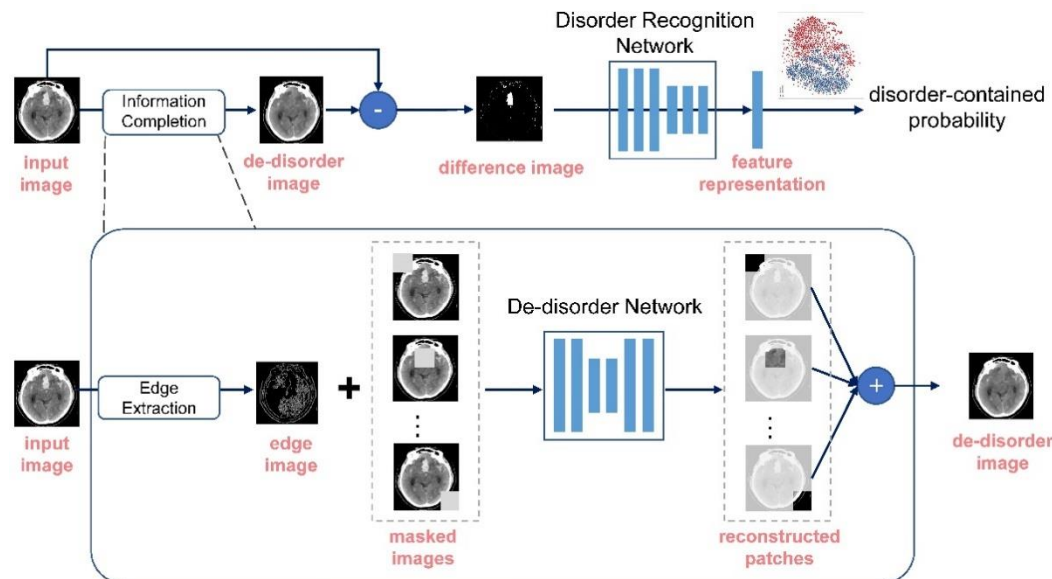 Disorder Recognition
Network
Information
Completion
-
disorder-contained
probability
input
image
de-disorder
image
difference image
feature
representation
De-disorder Network
Edge
Extraction
+
+
input
image
edge
image
masked
images
reconstructed
patches
de-disorder
image